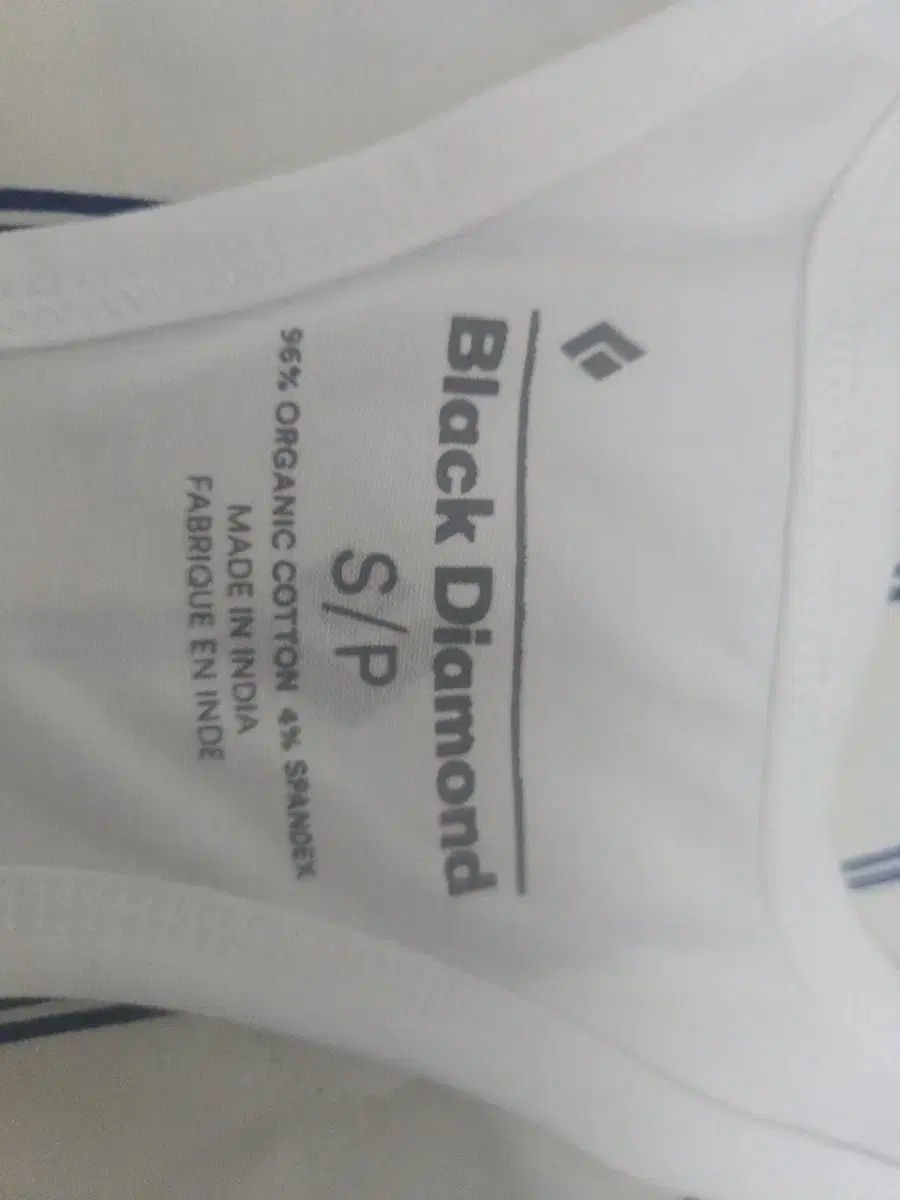 Black Diamond
S/P
96% ORGANIC COTTON 4% SPANDEX
MADE IN INDIA
FABRIQUE EN INDE